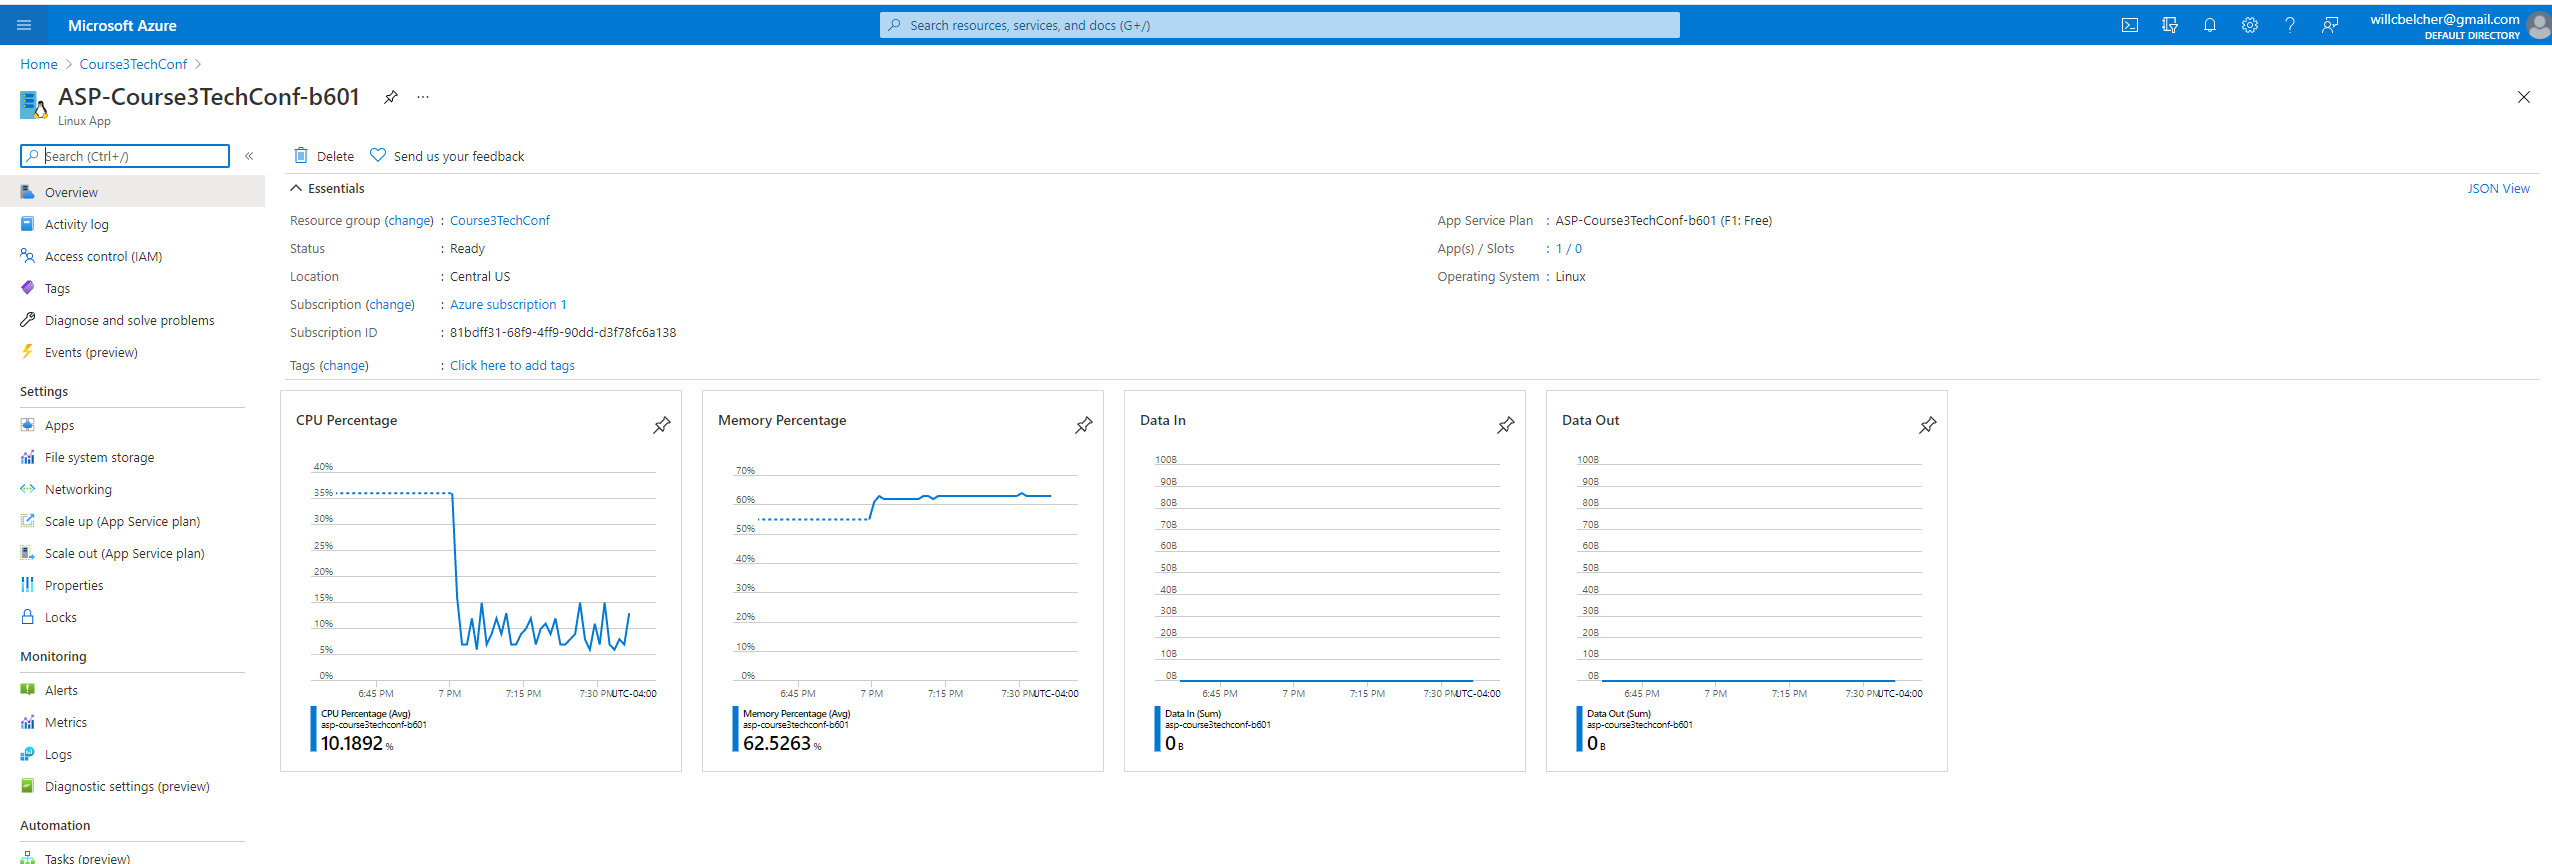 Microsoft Azure
Search resources, services, and docs (G+/)
willcbelcher@gmail.com
DEFAULT DIRECTORY
Home > Course3TechConf >
ASP-Course3TechConf-b601
Linux App
Search (Ctrl+/)
Overview
Activity log
Access control (IAM)
Tags
Diagnose and solve problems
Events (preview)
Settings
Apps
File system storage
Networking
Scale up (App Service plan)
Scale out (App Service plan)
Properties
Locks
Monitoring
Alerts
Metrics
Logs
Diagnostic settings (preview)
Automation
Tasks (preview)
Delete
Send us your feedback
Essentials
JSON View
Resource group (change) : Course3TechConf
Status : Ready
Location : Central US
Subscription (change) : Azure subscription 1
Subscription ID : 81bdff31-68f9-4ff9-90dd-d3f78fc6a138
Tags (change) : Click here to add tags
App Service Plan : ASP-Course3TechConf-b601 (F1: Free)
App(s) / Slots : 1 / 0
Operating System : Linux
CPU Percentage
40%
35%
30%
25%
20%
15%
10%
5%
0%
6:45 PM 7 PM 7:15 PM 7:30 PM UTC-04:00
CPU Percentage (Avg)
asp-course3techconf-b601
10.1892 %
Memory Percentage
70%
60%
50%
40%
30%
20%
10%
0%
6:45 PM 7 PM 7:15 PM 7:30 PM UTC-04:00
Memory Percentage (Avg)
asp-course3techconf-b601
62.5263 %
Data In
100B
90B
80B
70B
60B
50B
40B
30B
20B
10B
0B
6:45 PM 7 PM 7:15 PM 7:30 PM UTC-04:00
Data In (Sum)
asp-course3techconf-b601
0 B
Data Out
100B
90B
80B
70B
60B
50B
40B
30B
20B
10B
0B
6:45 PM 7 PM 7:15 PM 7:30 PM UTC-04:00
Data Out (Sum)
asp-course3techconf-b601
0 B